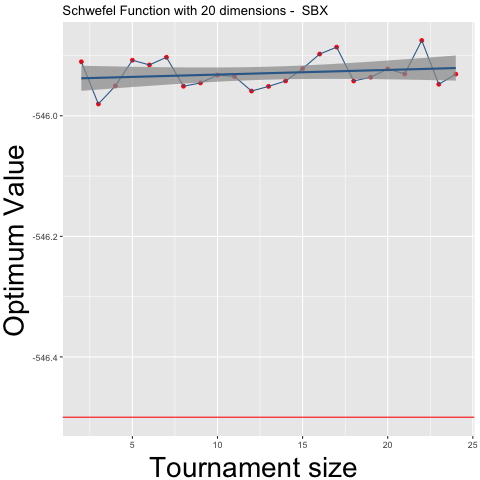 Schwefel Function with 20 dimensions -  SBX
Optimum Value
-546.0
-546.2
-546.4
5 10 15 20 25
Tournament size